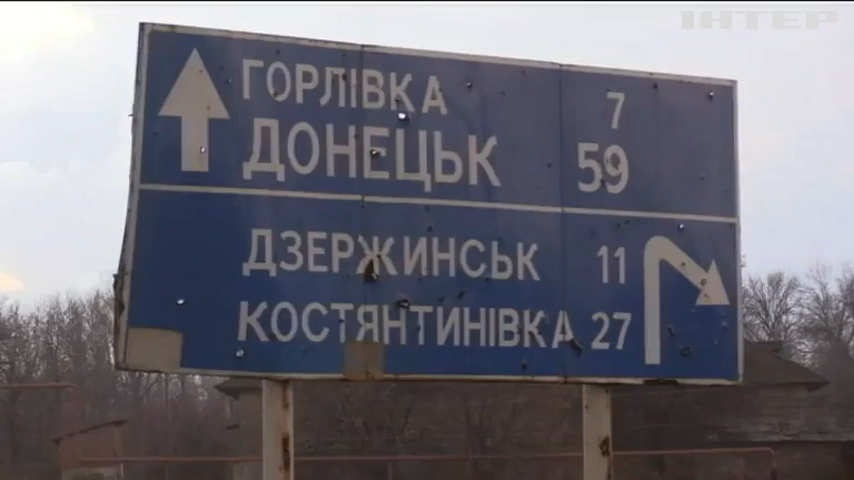 ІНТЕР
ГОРЛІВКА 7
ДОНЕЦЬК 59
ДЗЕРЖИНСЬК 11
КОСТЯНТИНІВКА 27